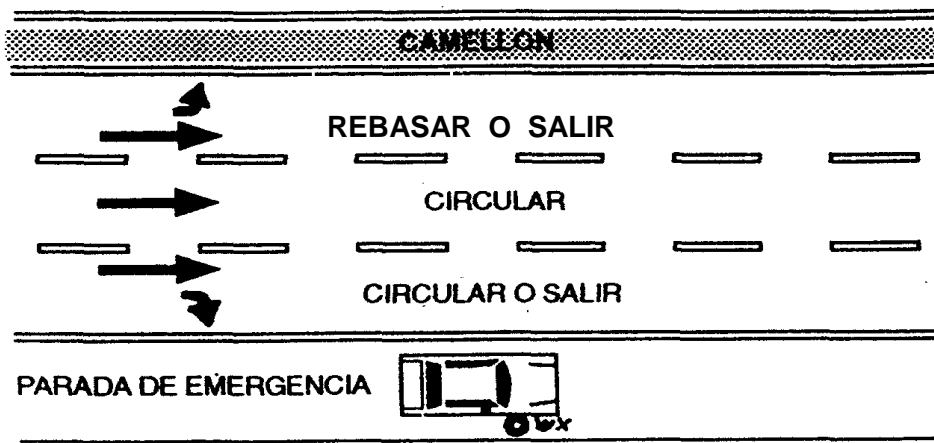 CAMELLON
REBASAR O SALIR
CIRCULAR
CIRCULAR O SALIR
PARADA DE EMERGENCIA